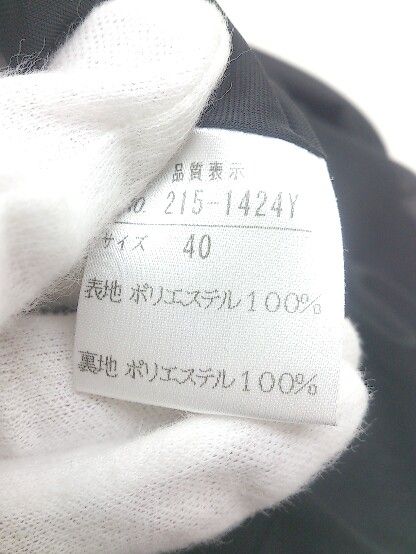 品質表示
No. 215-1424Y
サイズ 40
表地 ポリエステル100%
裏地 ポリエステル100%